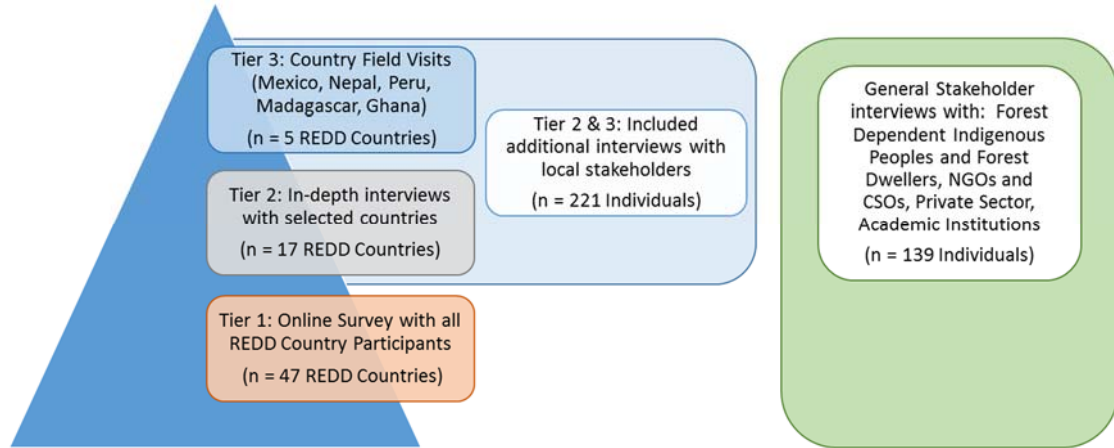 Tier 3: Country Field Visits
(Mexico, Nepal, Peru,
Madagascar, Ghana)
(n = 5 REDD Countries)
Tier 2: In-depth interviews
with selected countries
(n = 17 REDD Countries)
Tier 1: Online Survey with all
REDD Country Participants
(n = 47 REDD Countries)
Tier 2 & 3: Included
additional interviews with
local stakeholders
(n = 221 Individuals)
General Stakeholder
interviews with:  Forest
Dependent Indigenous
Peoples and Forest
Dwellers, NGOs and
CSOs, Private Sector,
Academic Institutions
(n = 139 Individuals)